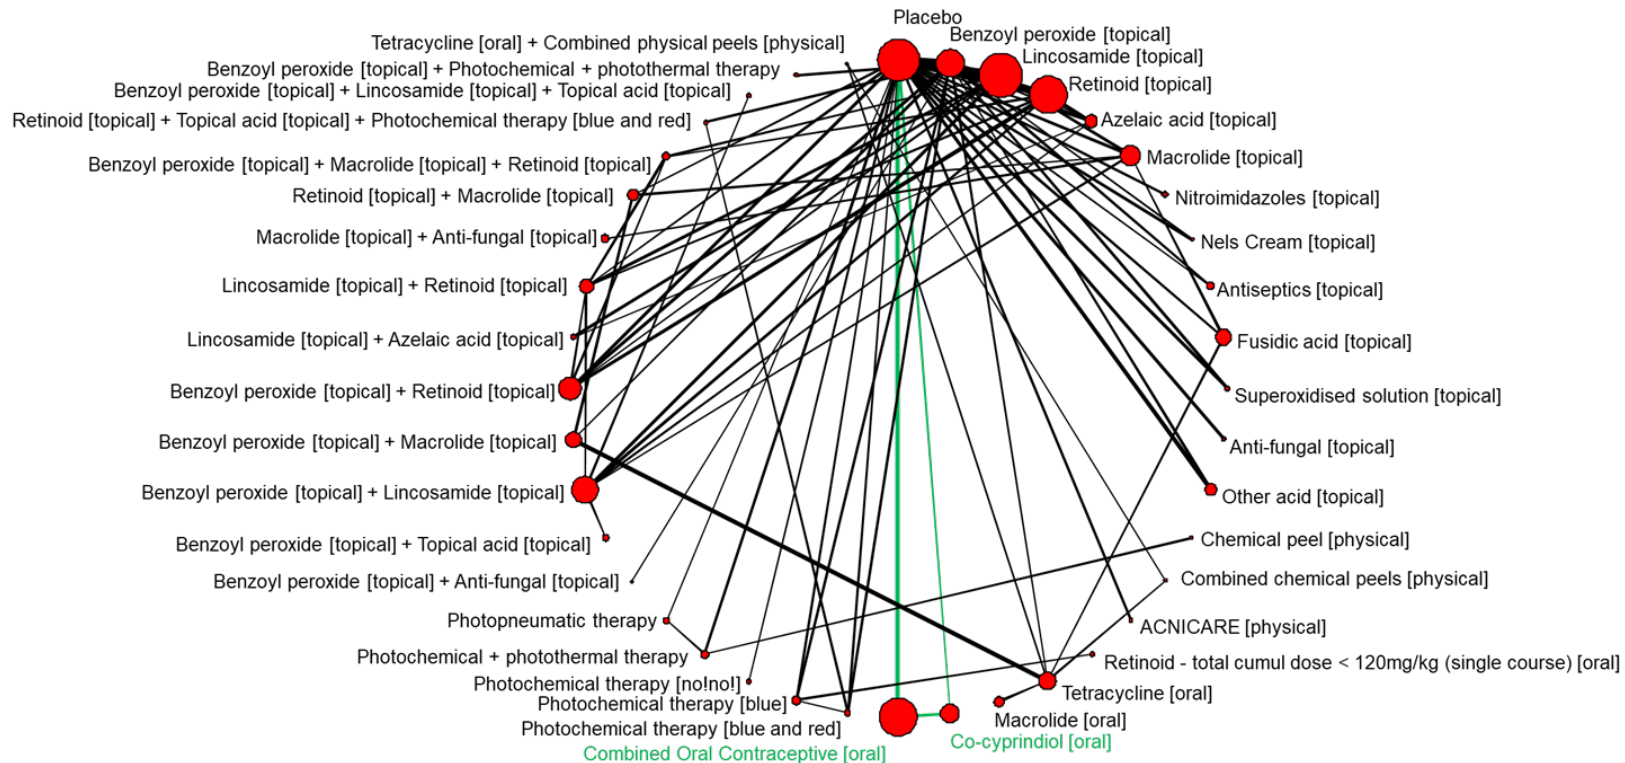 Placebo
Benzoyl peroxide [topical]
Lincosamide [topical]
Retinoid [topical]
Azelaic acid [topical]
Macrolide [topical]
Nitroimidazoles [topical]
Nels Cream [topical]
Antiseptics [topical]
Fusidic acid [topical]
Superoxidised solution [topical]
Anti-fungal [topical]
Other acid [topical]
Chemical peel [physical]
Combined chemical peels [physical]
ACNICARE [physical]
Retinoid - total cumul dose < 120mg/kg (single course) [oral]
Tetracycline [oral]
Macrolide [oral]
Co-cyprindiol [oral]
Combined Oral Contraceptive [oral]
Photochemical therapy [blue and red]
Photochemical therapy [blue]
Photochemical therapy [no!no!]
Photochemical + photothermal therapy
Photopneumatic therapy
Benzoyl peroxide [topical] + Anti-fungal [topical]
Benzoyl peroxide [topical] + Topical acid [topical]
Benzoyl peroxide [topical] + Lincosamide [topical]
Benzoyl peroxide [topical] + Macrolide [topical]
Benzoyl peroxide [topical] + Retinoid [topical]
Lincosamide [topical] + Azelaic acid [topical]
Lincosamide [topical] + Retinoid [topical]
Macrolide [topical] + Anti-fungal [topical]
Retinoid [topical] + Macrolide [topical]
Benzoyl peroxide [topical] + Macrolide [topical] + Retinoid [topical]
Retinoid [topical] + Topical acid [topical] + Photochemical therapy [blue and red]
Benzoyl peroxide [topical] + Lincosamide [topical] + Topical acid [topical]
Benzoyl peroxide [topical] + Photochemical + photothermal therapy
Tetracycline [oral] + Combined physical peels [physical]